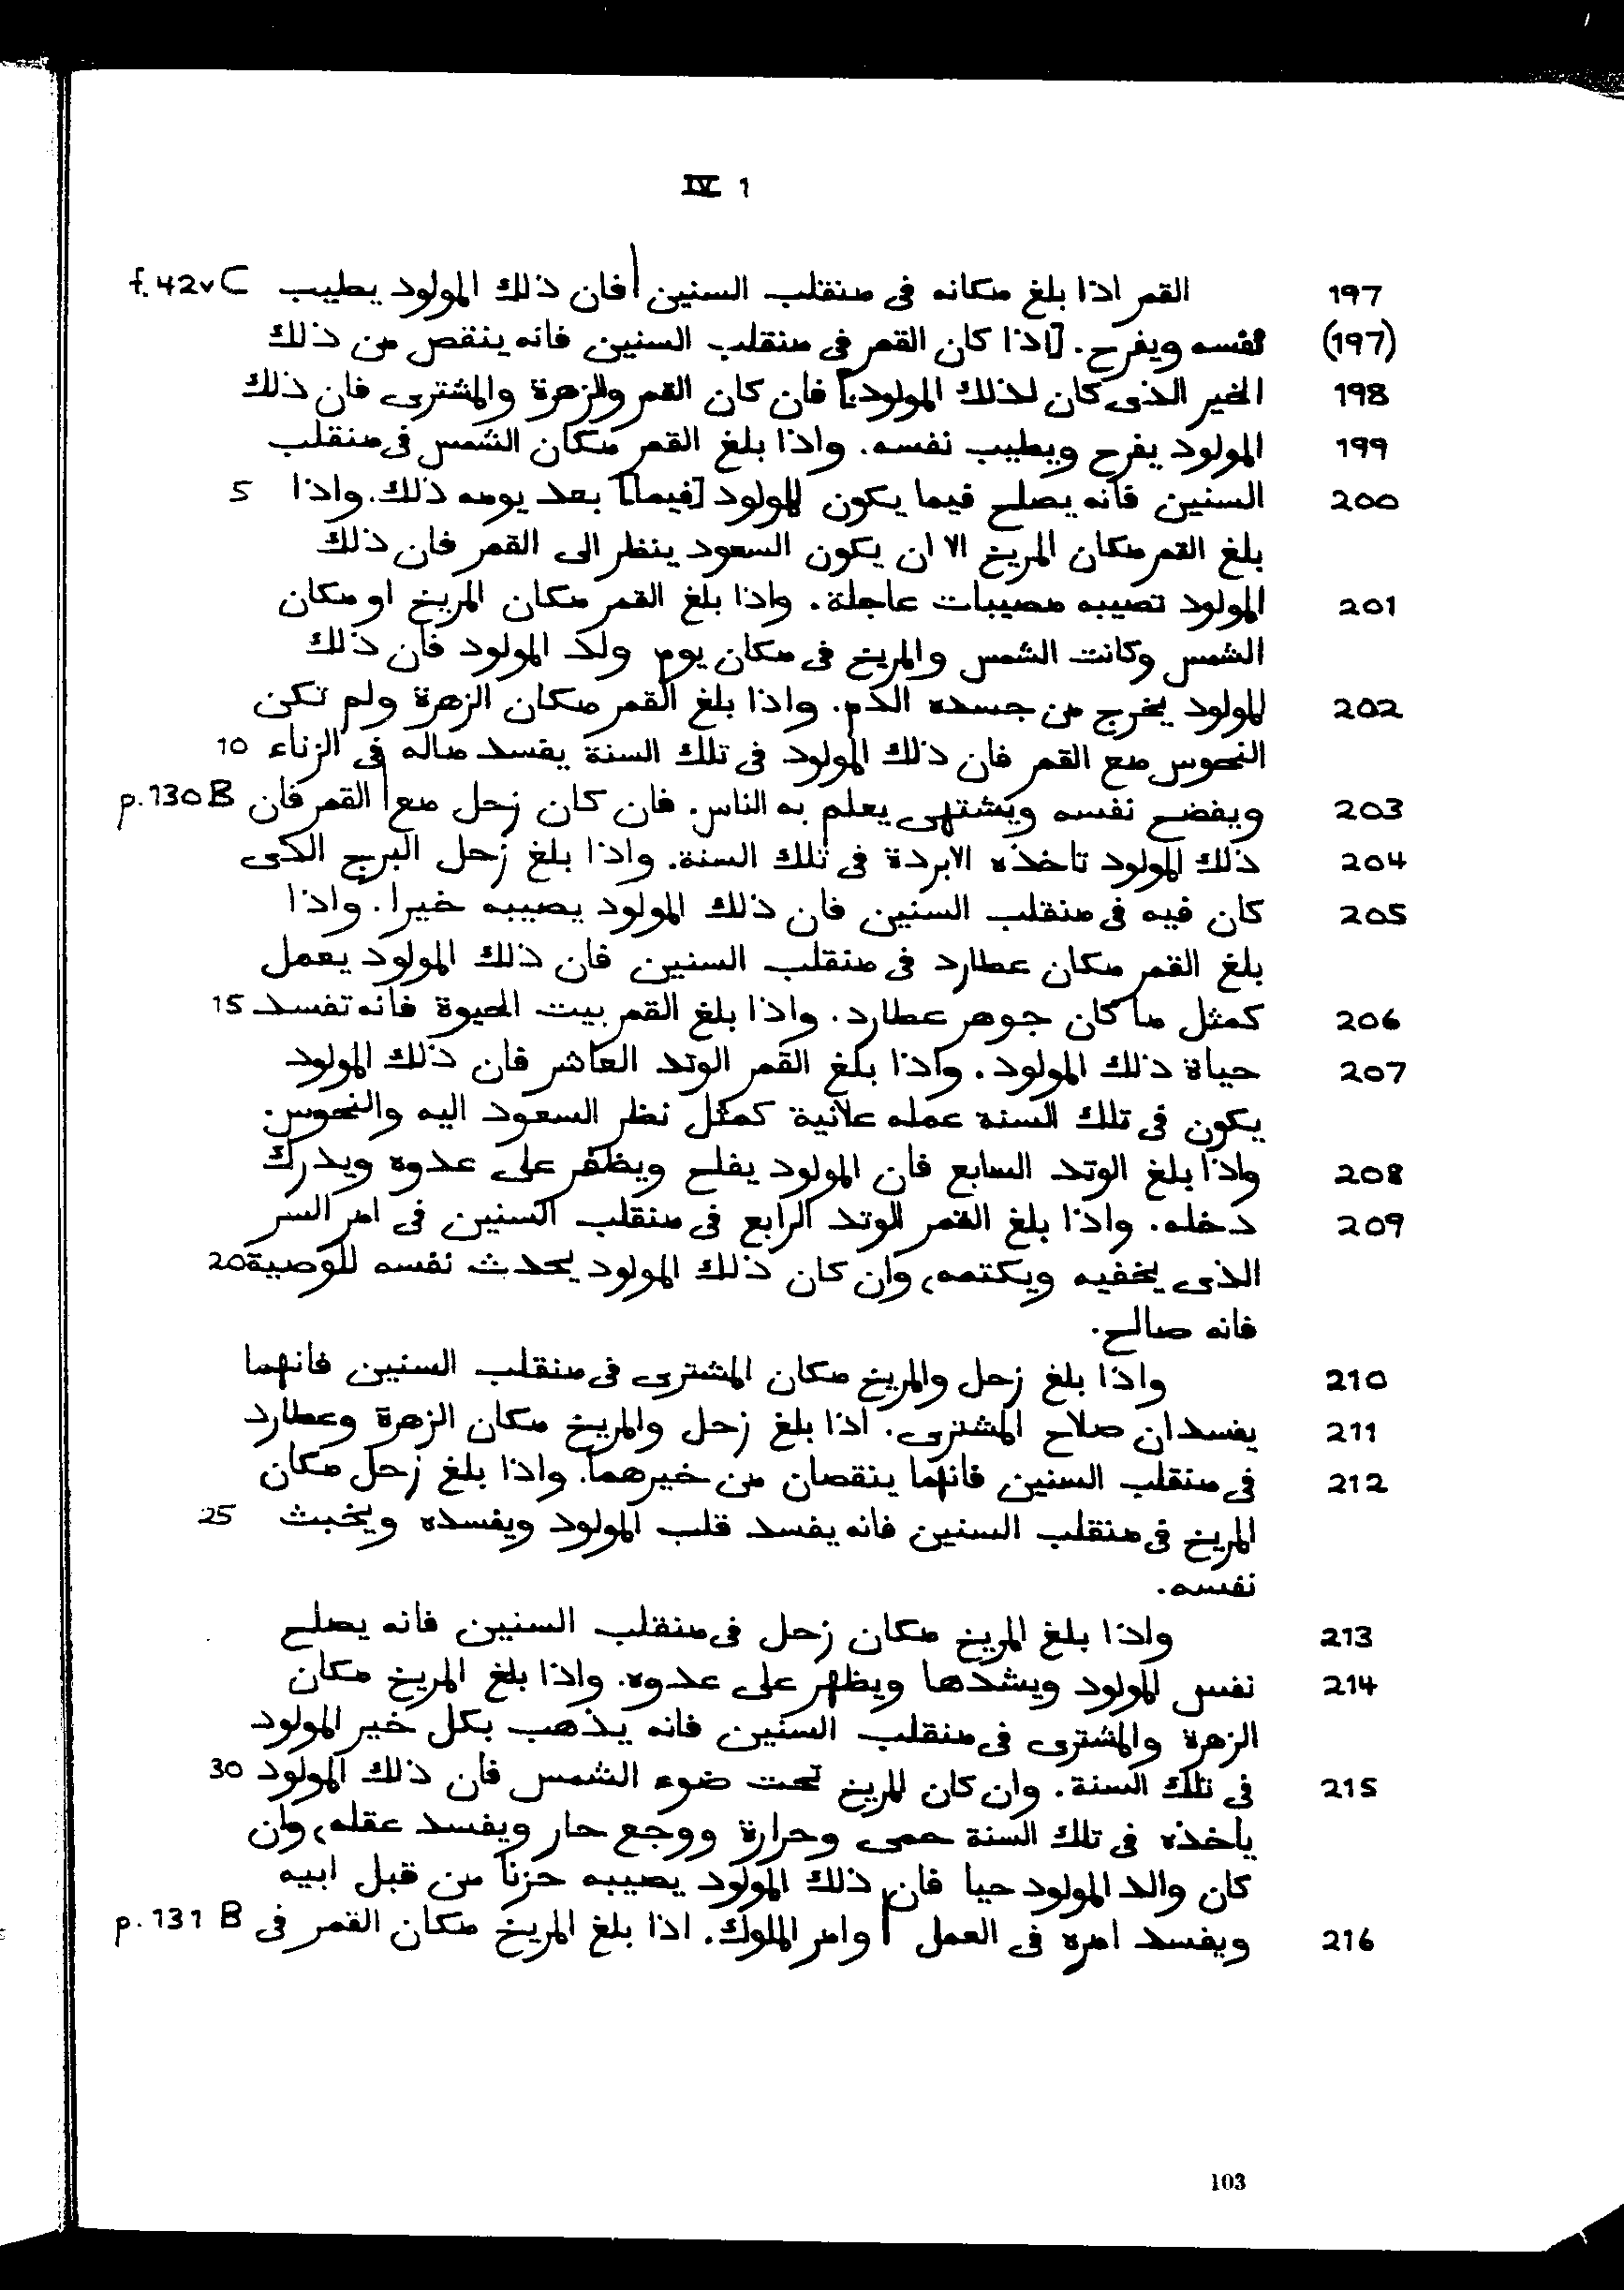 IV 1
197 القمر اذا بلغ مكانه فى منقلب السنين | فان ذلك المولود يطيب f. 42v C
(197) نفسه ويفرح. [اذا كان القمر فى منقلب السنين فانه ينقص من ذلك
198 الخير الذى كان لذلك المولود.] فان كان القمر والزهرة والمشترى فان ذلك
199 المولود يفرح ويطيب نفسه. واذا بلغ القمر مكان الشمس فى منقلب
200 السنين فانه يصلح فيما يكون للمولود [فيما] بعد يومه ذلك. واذا 5
بلغ القمر مكان المريخ الا ان يكون السعود ينظر الى القمر فان ذلك
201 المولود تصيبه مصيبات عاجلة. واذا بلغ القمر مكان المريخ او مكان
الشمس وكانت الشمس والمريخ فى مكان يوم ولد المولود فان ذلك
202 المولود يخرج من جسده الدم. واذا بلغ القمر مكان الزهرة ولم تكن
النحوس مع القمر فان ذلك المولود فى تلك السنة يفسد ماله فى الزناء 10
203 ويفضح نفسه ويشتهى يعلم به الناس. فان كان زحل مع | القمر فان p. 130 B
204 ذلك المولود تاخذه الابردة فى تلك السنة. واذا بلغ زحل البرج الذى
205 كان فيه فى منقلب السنين فان ذلك المولود يصيبه خيرا. واذا
بلغ القمر مكان عطارد فى منقلب السنين فان ذلك المولود يعمل
206 كمثل ما كان جوهر عطارد. واذا بلغ القمر بيت الحيوة فانه تفسد 15
207 حياة ذلك المولود. واذا بلغ القمر الوتد العاشر فان ذلك المولود
يكون فى تلك السنة عمله علانية كمثل نظر السعود اليه والنحوس.
208 واذا بلغ الوتد السابع فان المولود يفلح ويظفر على عدوه ويدرك
209 دخله. واذا بلغ القمر الوتد الرابع فى منقلب السنين فى امر السر
الذى يخفيه ويكتمه، وان كان ذلك المولود يحدث نفسه للوصية 20
فانه صالح.
210 واذا بلغ زحل والمريخ مكان المشترى فى منقلب السنين فانهما
211 يفسدان صلاح المشترى. اذا بلغ زحل والمريخ مكان الزهرة وعطارد
212 فى منقلب السنين فانهما ينقصان من خيرهما. واذا بلغ زحل مكان
المريخ فى منقلب السنين فانه يفسد قلب المولود ويفسده ويخبث 25
نفسه.
213 واذا بلغ المريخ مكان زحل فى منقلب السنين فانه يصلح
214 نفس المولود ويشدها ويظهر على عدوه. واذا بلغ المريخ مكان
الزهرة والمشترى فى منقلب السنين فانه يذهب بكل خير المولود
215 فى تلك السنة. وان كان المريخ تحت ضوء الشمس فان ذلك المولود 30
ياخذه فى تلك السنة حمى وحرارة ووجع حار ويفسد عقله، وان
كان والد المولود حيا فان ذلك المولود يصيبه حزنا من قبل ابيه
216 ويفسد امره فى العمل | وامر الملوك. اذا بلغ المريخ مكان القمر فى p. 131 B
103